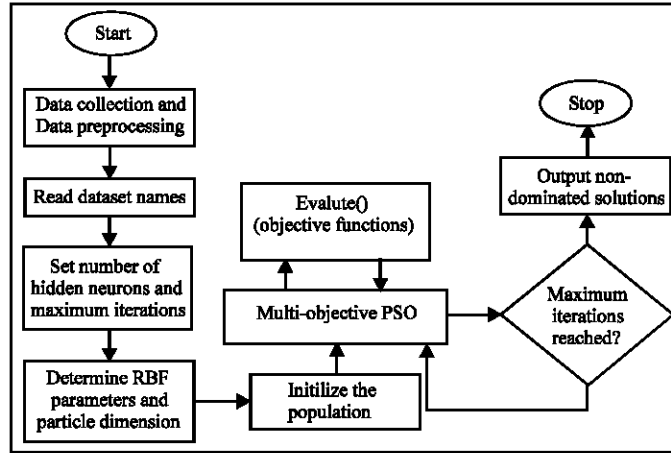 Start
Data collection and
Data preprocessing
Read dataset names
Set number of
hidden neurons and
maximum iterations
Determine RBF
parameters and
particle dimension
Initilize the
population
Multi-objective PSO
Evalute()
(objective functions)
Maximum
iterations
reached?
Output non-
dominated solutions
Stop